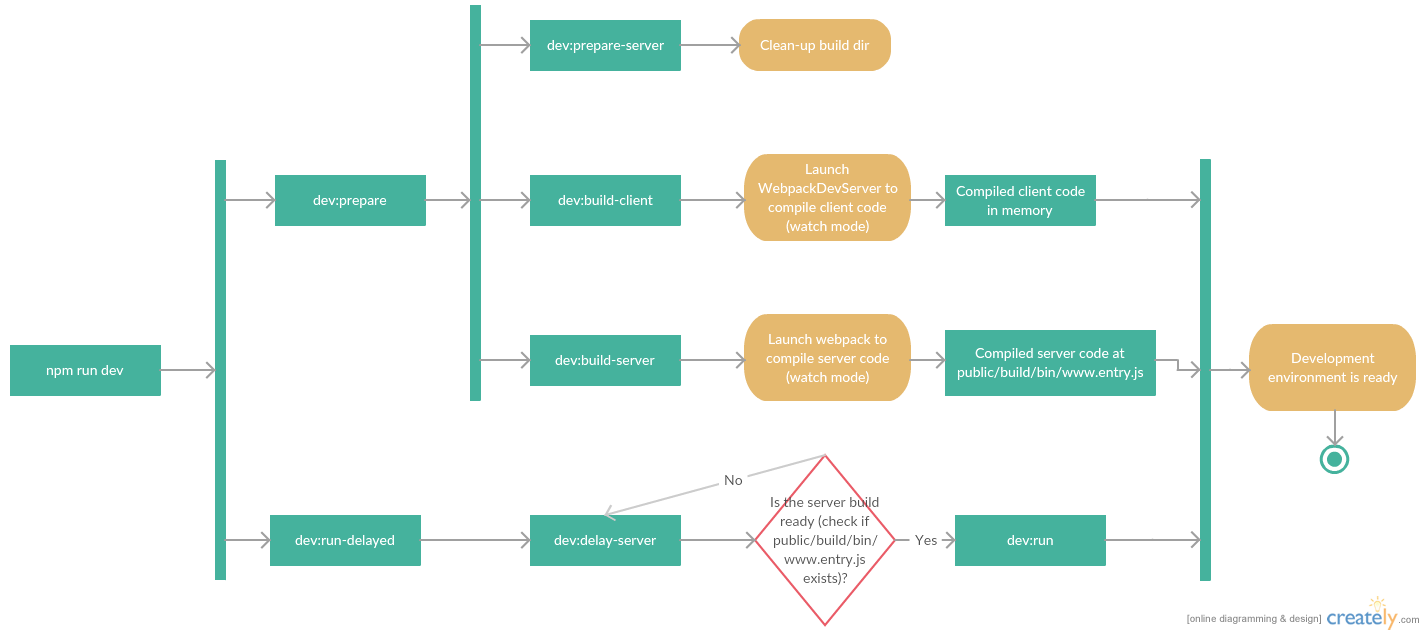 dev:prepare-server
Clean-up build dir
dev:prepare
dev:build-client
Launch
WebpackDevServer to
compile client code
(watch mode)
Compiled client code
in memory
npm run dev
dev:build-server
Launch webpack to
compile server code
(watch mode)
Compiled server code at
public/build/bin/www.entry.js
Development
environment is ready
No
dev:run-delayed
dev:delay-server
Is the server build
ready (check if
public/build/bin/
www.entry.js
exists)?
Yes
dev:run
[online diagramming & design] creately.com